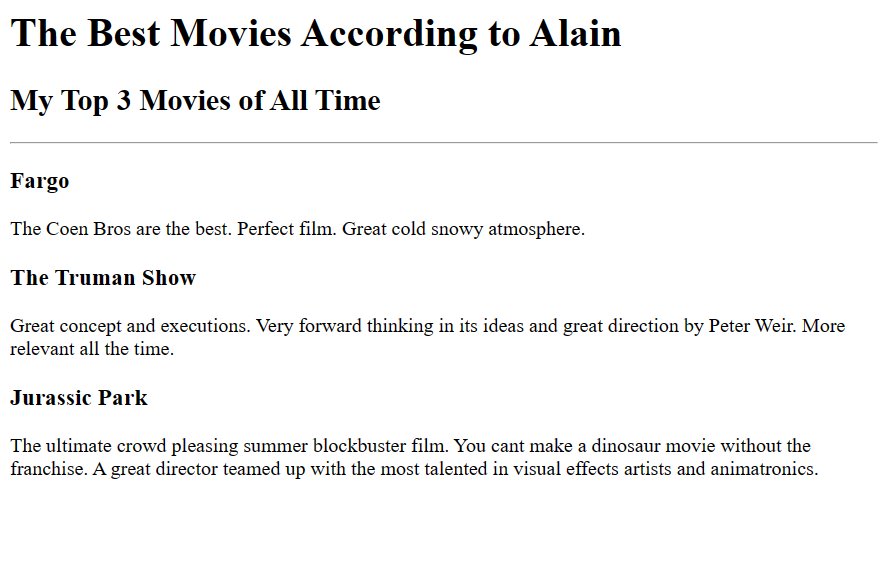 The Best Movies According to Alain
My Top 3 Movies of All Time
Fargo
The Coen Bros are the best. Perfect film. Great cold snowy atmosphere.
The Truman Show
Great concept and executions. Very forward thinking in its ideas and great direction by Peter Weir. More
relevant all the time.
Jurassic Park
The ultimate crowd pleasing summer blockbuster film. You cant make a dinosaur movie without the
franchise. A great director teamed up with the most talented in visual effects artists and animatronics.